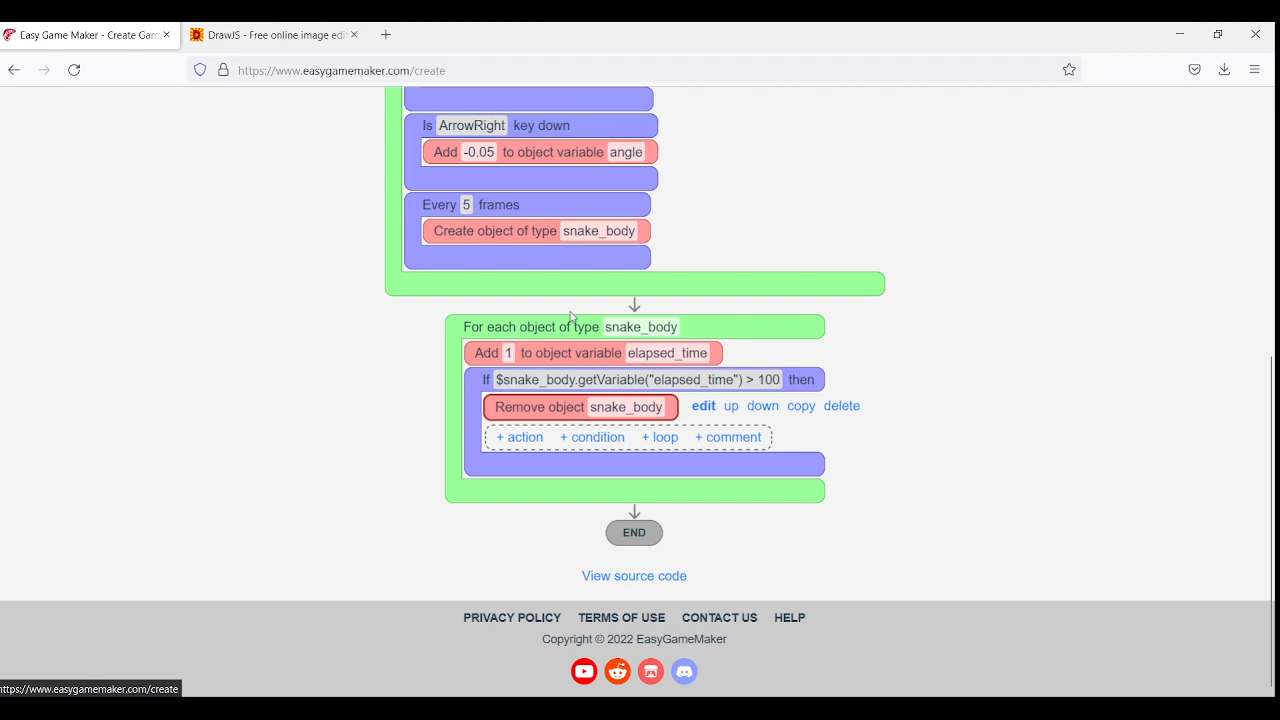 Easy Game Maker - Create Gam
DrawJS - Free online image edit
https://www.easygamemaker.com/create
Is ArrowRight key down
Add -0.05 to object variable angle
Every 5 frames
Create object of type snake_body
For each object of type snake_body
Add 1 to object variable elapsed_time
If $snake_body.getVariable("elapsed_time") > 100 then
Remove object snake_body edit up down copy delete
+ action + condition + loop + comment
END
View source code
PRIVACY POLICY TERMS OF USE CONTACT US HELP
Copyright © 2022 EasyGameMaker
https://www.easygamemaker.com/create